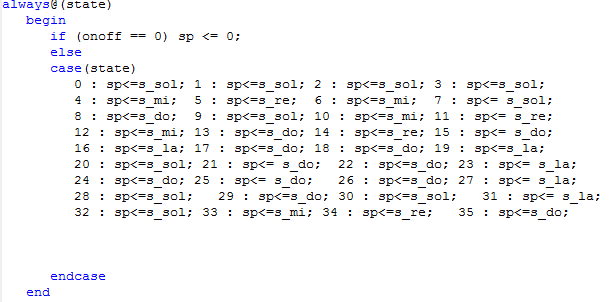 always@(state)
begin
if (onoff == 0) sp <= 0;
else
case(state)
0 : sp<=s_sol; 1 : sp<=s_sol; 2 : sp<=s_sol; 3 : sp<=s_sol;
4 : sp<=s_mi; 5 : sp<=s_re; 6 : sp<=s_mi; 7 : sp<= s_sol;
8 : sp<=s_do; 9 : sp<=s_sol; 10 : sp<=s_mi; 11 : sp<= s_re;
12 : sp<=s_mi; 13 : sp<=s_do; 14 : sp<=s_re; 15 : sp<= s_do;
16 : sp<=s_la; 17 : sp<=s_do; 18 : sp<=s_do; 19 : sp<=s_la;
20 : sp<=s_sol; 21 : sp<= s_do; 22 : sp<=s_do; 23 : sp<= s_la;
24 : sp<=s_do; 25 : sp<= s_do; 26 : sp<=s_do; 27 : sp<= s_la;
28 : sp<=s_sol; 29 : sp<=s_do; 30 : sp<=s_sol; 31 : sp<= s_la;
32 : sp<=s_sol; 33 : sp<=s_mi; 34 : sp<=s_re; 35 : sp<=s_do;
endcase
end